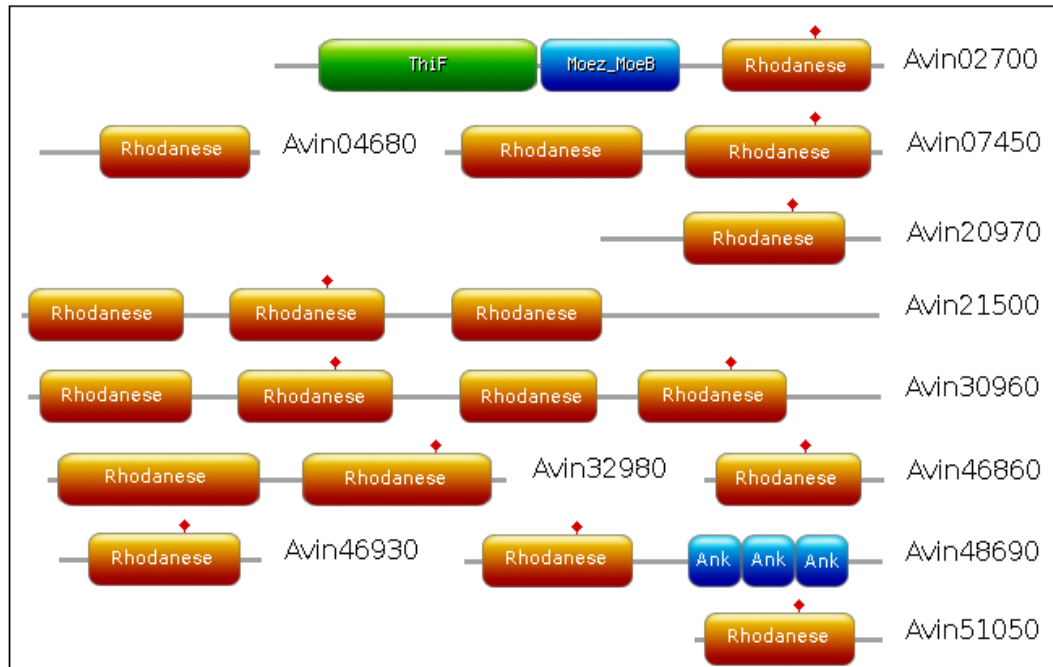 ThiF Moez_MoeB Rhodanese Avin02700
Rhodanese Avin04680 Rhodanese Rhodanese Avin07450
Rhodanese Avin20970
Rhodanese Rhodanese Rhodanese Avin21500
Rhodanese Rhodanese Rhodanese Rhodanese Avin30960
Rhodanese Rhodanese Avin32980 Rhodanese Avin46860
Rhodanese Avin46930 Rhodanese Ank Ank Ank Avin48690
Rhodanese Avin51050